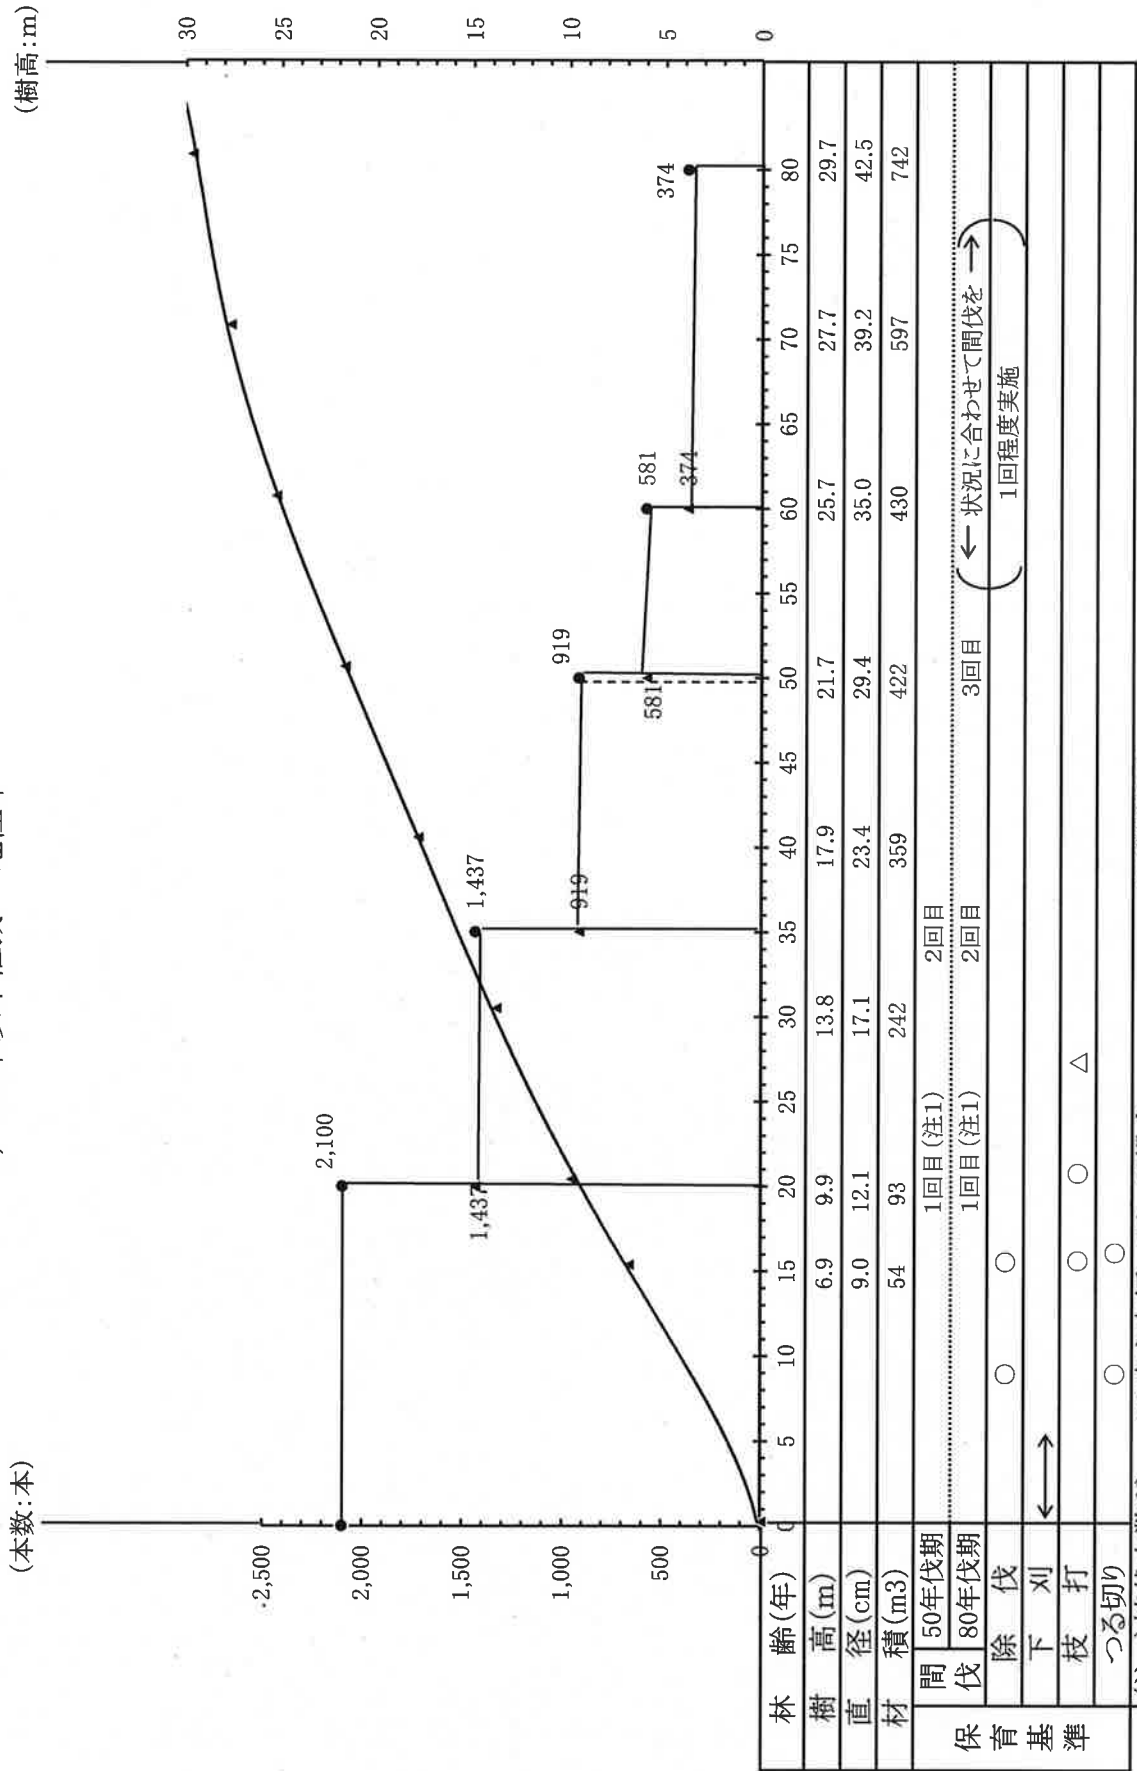 (本数:本)
(樹高:m)
2,500
2,000
1,500
1,000
500
0
30
25
20
15
10
5
0
2,100
1,437
1,437
919
919
581
581
374
374
林 齢(年) 0 5 10 15 20 25 30 35 40 45 50 55 60 65 70 75 80
樹 高(m) 6.9 9.9 13.8 17.9 21.7 25.7 27.7 29.7
直 径(cm) 9.0 12.1 17.1 23.4 29.4 35.0 39.2 42.5
材 積(m3) 54 93 242 359 422 430 597 742
保育基準
間伐
50年伐期 1回目(注1) 2回目
80年伐期 1回目(注1) 2回目 3回目 ← 状況に合わせて間伐を →
1回程度実施
除 伐 ○ ○
下 刈 ↔
枝 打 ○ ○ △
つる切り ○ ○